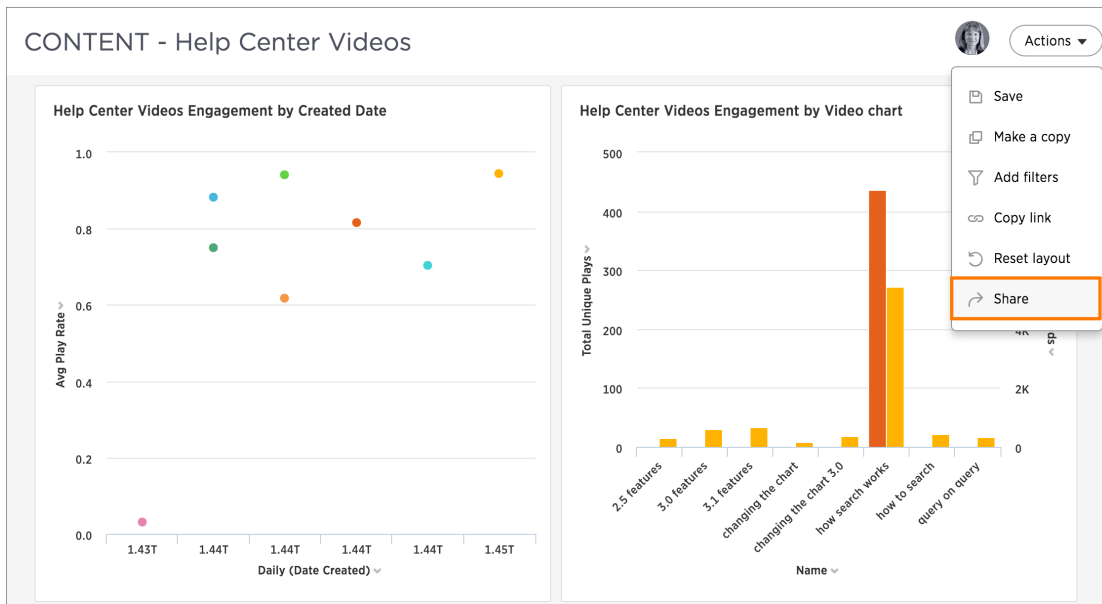 CONTENT - Help Center Videos
Actions
Save
Make a copy
Add filters
Copy link
Reset layout
Share
Help Center Videos Engagement by Created Date
1.0
0.8
0.6
0.4
0.2
0.0
Avg Play Rate
1.43T
1.44T
1.44T
1.44T
1.44T
1.45T
Daily (Date Created)
Help Center Videos Engagement by Video chart
500
400
300
200
100
0
Total Unique Plays
4K
2K
0
2.5 features
3.0 features
3.1 features
changing the chart
changing the chart 3.0
how search works
how to search
query on query
Name